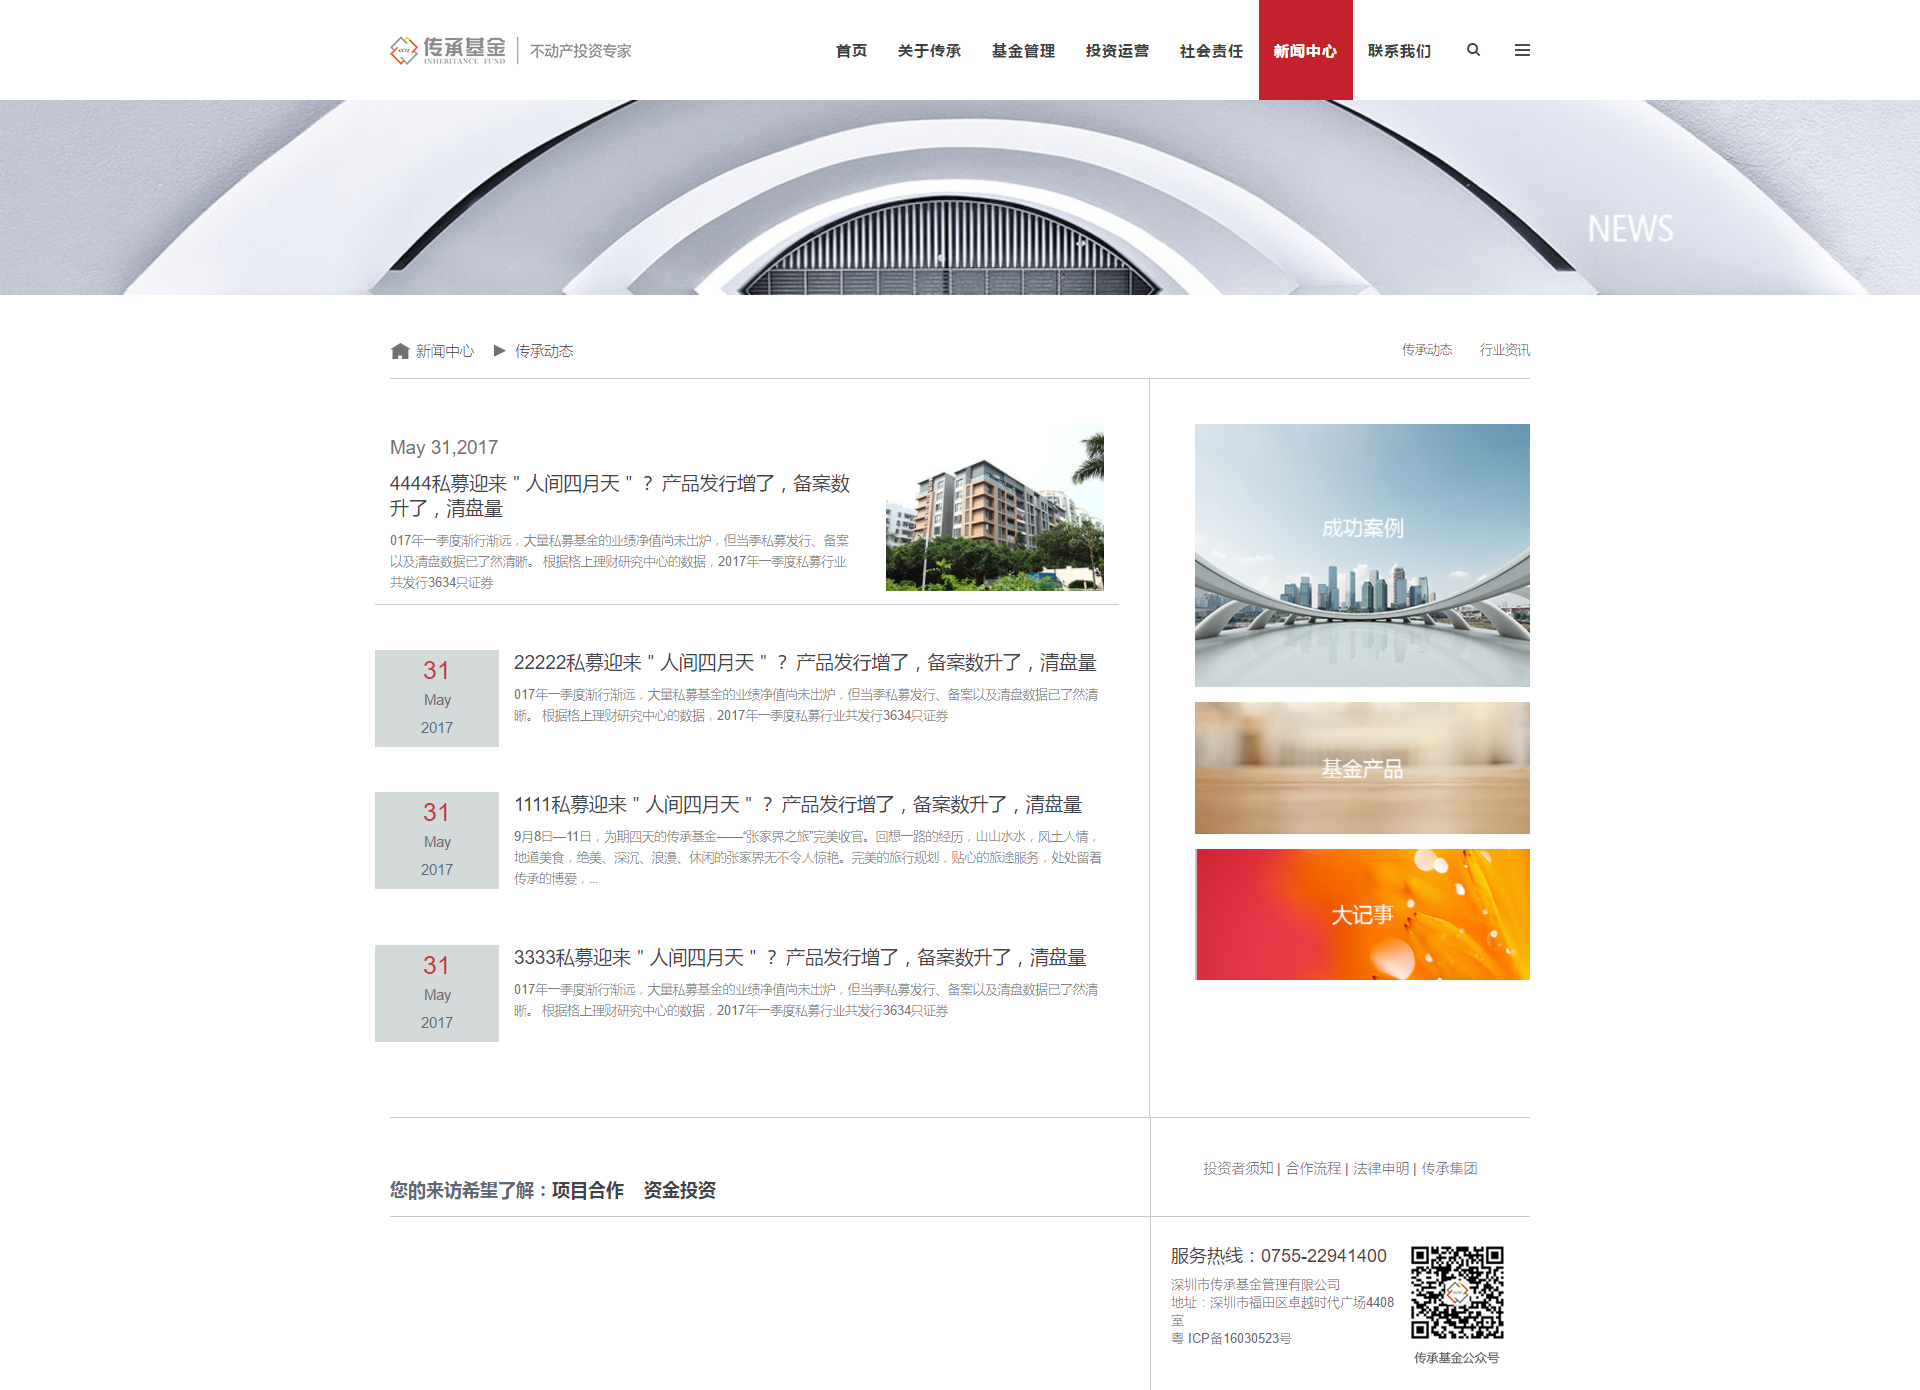 传承基金
INHERITANCE FUND
不动产投资专家
首页 关于传承 基金管理 投资运营 社会责任 新闻中心 联系我们
NEWS
新闻中心 ▶ 传承动态
传承动态 行业资讯
May 31,2017
4444私募迎来＂人间四月天＂？ 产品发行增了，备案数
升了，清盘量
017年一季度渐行渐远，大量私募基金的业绩净值尚未出炉，但当季私募发行、备案
以及清盘数据已了然清晰。 根据格上理财研究中心的数据，2017年一季度私募行业
共发行3634只证券
31
May
2017
22222私募迎来＂人间四月天＂？ 产品发行增了，备案数升了，清盘量
017年一季度渐行渐远，大量私募基金的业绩净值尚未出炉，但当季私募发行、备案以及清盘数据已了然清
晰。 根据格上理财研究中心的数据，2017年一季度私募行业共发行3634只证券
31
May
2017
1111私募迎来＂人间四月天＂？ 产品发行增了，备案数升了，清盘量
9月8日—11日，为期四天的传承基金——“张家界之旅”完美收官。回想一路的经历，山山水水，风土人情，
地道美食，绝美、深沉、浪漫、休闲的张家界无不令人惊艳。完美的旅行规划，贴心的旅途服务，处处留着
传承的博爱，...
31
May
2017
3333私募迎来＂人间四月天＂？ 产品发行增了，备案数升了，清盘量
017年一季度渐行渐远，大量私募基金的业绩净值尚未出炉，但当季私募发行、备案以及清盘数据已了然清
晰。 根据格上理财研究中心的数据，2017年一季度私募行业共发行3634只证券
成功案例
基金产品
大记事
您的来访希望了解：项目合作 资金投资
投资者须知 | 合作流程 | 法律申明 | 传承集团
服务热线：0755-22941400
深圳市传承基金管理有限公司
地址：深圳市福田区卓越时代广场4408
室
粤 ICP备16030523号
传承基金公众号